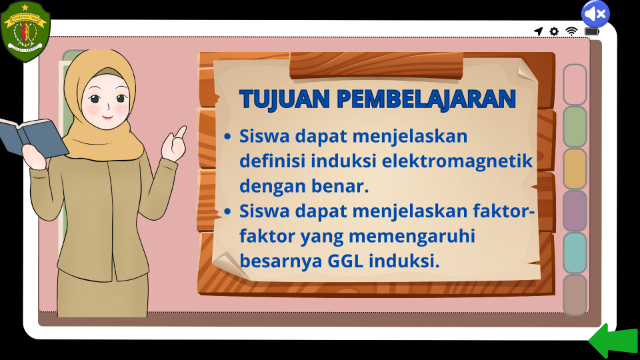 TUJUAN PEMBELAJARAN
• Siswa dapat menjelaskan
definisi induksi elektromagnetik
dengan benar.
• Siswa dapat menjelaskan faktor-
faktor yang memengaruhi
besarnya GGL induksi.